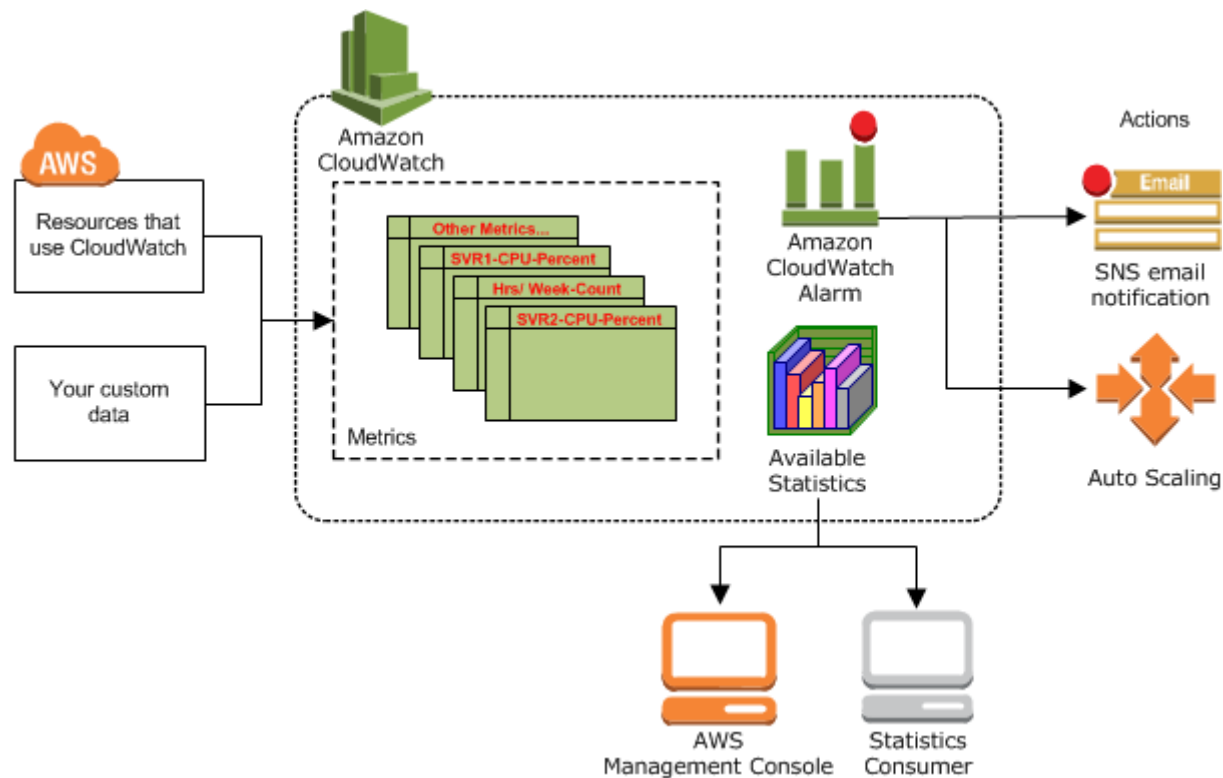 Amazon
CloudWatch
AWS
Resources that
use CloudWatch
Your custom
data
Other Metrics...
SVR1-CPU-Percent
Hrs/ Week-Count
SVR2-CPU-Percent
Metrics
Amazon
CloudWatch
Alarm
Available
Statistics
Actions
Email
SNS email
notification
Auto Scaling
AWS
Management Console
Statistics
Consumer